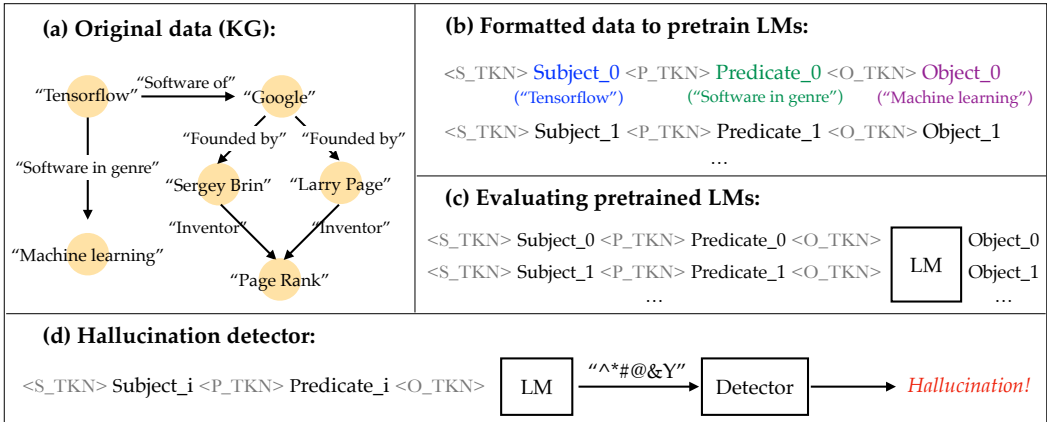 (a) Original data (KG):
“Tensorflow”
“Software of”
“Google”
“Founded by”
“Founded by”
“Software in genre”
“Sergey Brin”
“Larry Page”
“Inventor”
“Inventor”
“Machine learning”
“Page Rank”
(b) Formatted data to pretrain LMs:
<S_TKN> Subject_0 <P_TKN> Predicate_0 <O_TKN> Object_0
(“Tensorflow”) (“Software in genre”) (“Machine learning”)
<S_TKN> Subject_1 <P_TKN> Predicate_1 <O_TKN> Object_1
...
(c) Evaluating pretrained LMs:
<S_TKN> Subject_0 <P_TKN> Predicate_0 <O_TKN> Object_0
<S_TKN> Subject_1 <P_TKN> Predicate_1 <O_TKN> LM Object_1
... ...
(d) Hallucination detector:
<S_TKN> Subject_i <P_TKN> Predicate_i <O_TKN> LM “^*#@&Y” Detector Hallucination!